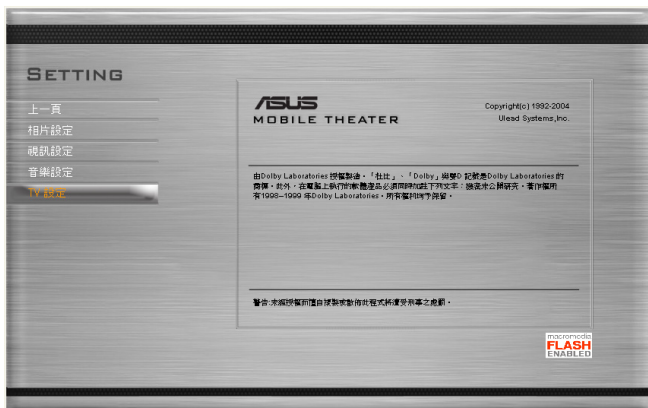 SETTING
上一頁
相片設定
視訊設定
音樂設定
TV 設定
ASUS
MOBILE THEATER
Copyright(c) 1992-2004
Ulead Systems,Inc.
由Dolby Laboratories 授權製造。「杜比」、「Dolby」與雙D 記號是Dolby Laboratories 的
商標。此外，在電腦上執行的軟體產品必須同時加註下列文字：機密未公開研究。著作權所
有1998-1999 年Dolby Laboratories。所有權利均予保留。
警告:未經授權而擅自複製或散佈此程式將遭受刑事之處罰。
macromedia
FLASH
ENABLED